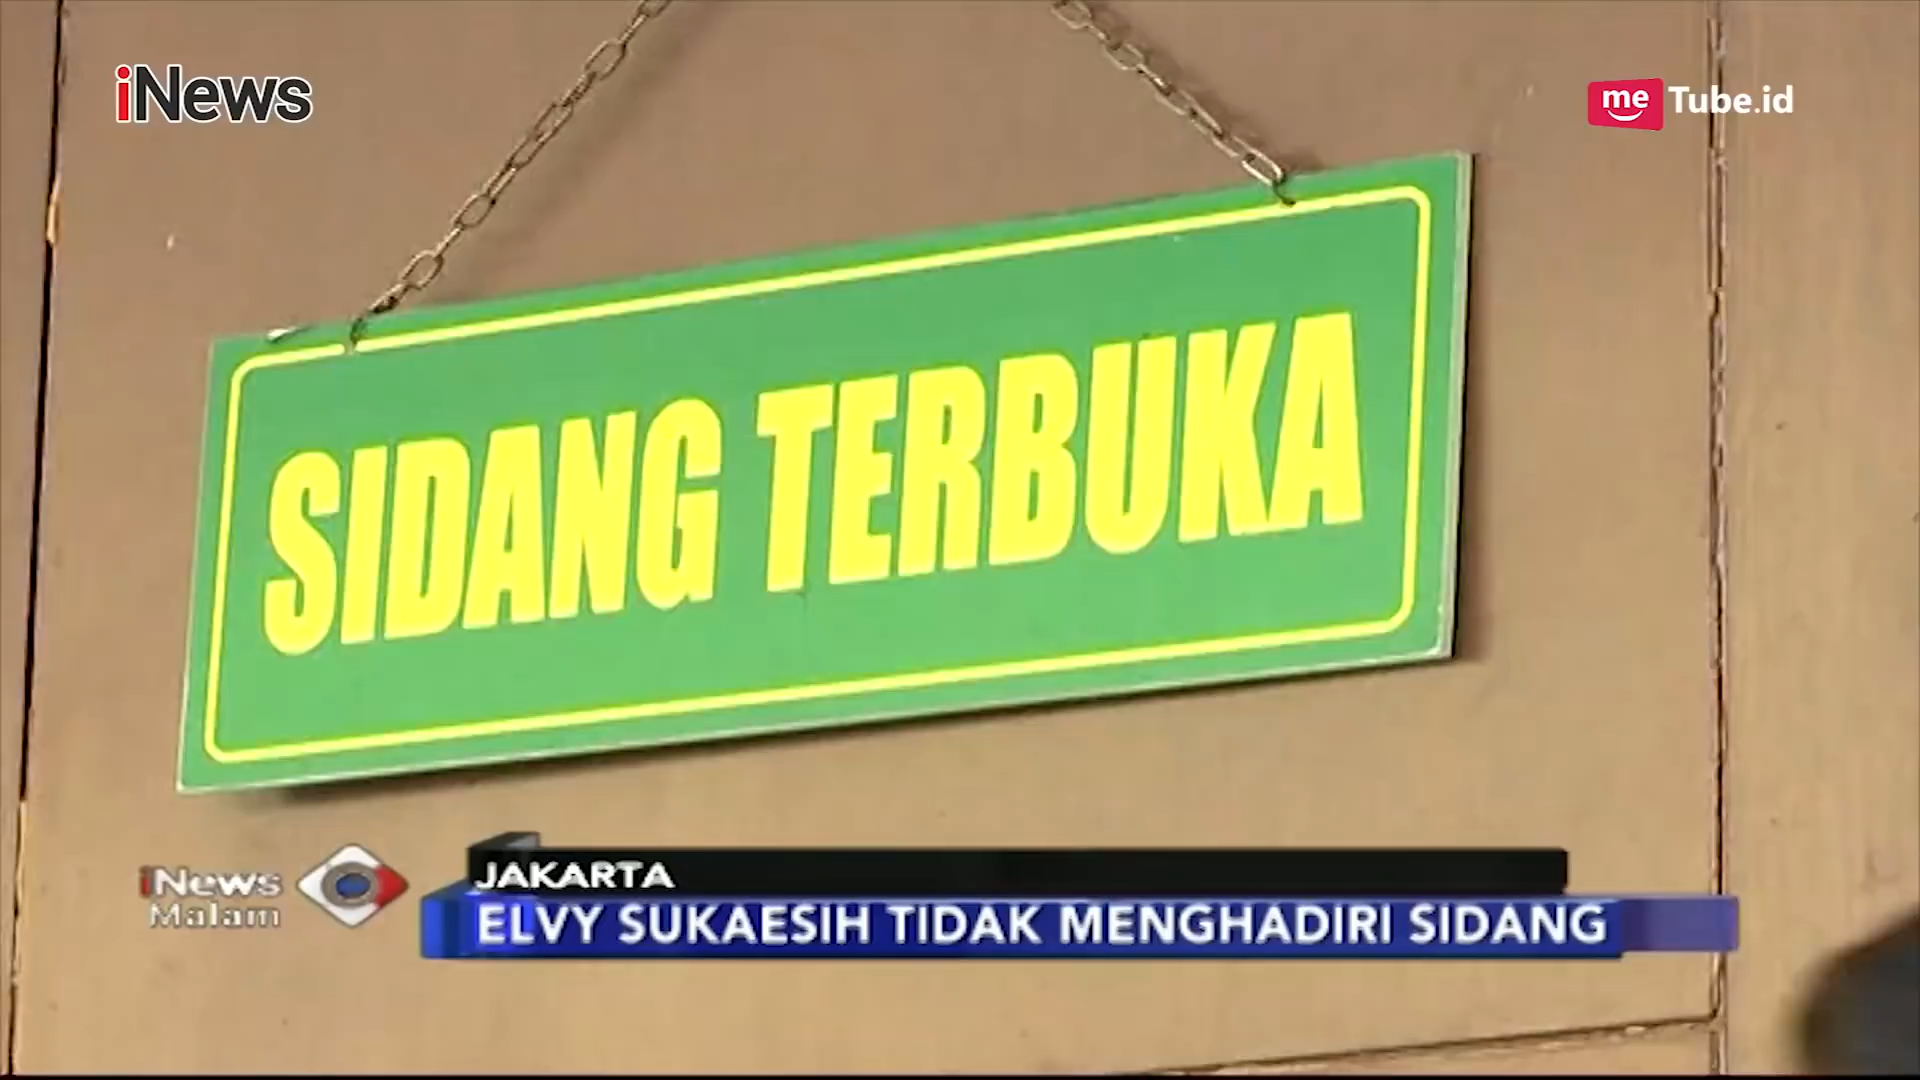 iNews
me Tube.id
SIDANG TERBUKA
iNews
Malam
JAKARTA
ELVY SUKAESIH TIDAK MENGHADIRI SIDANG